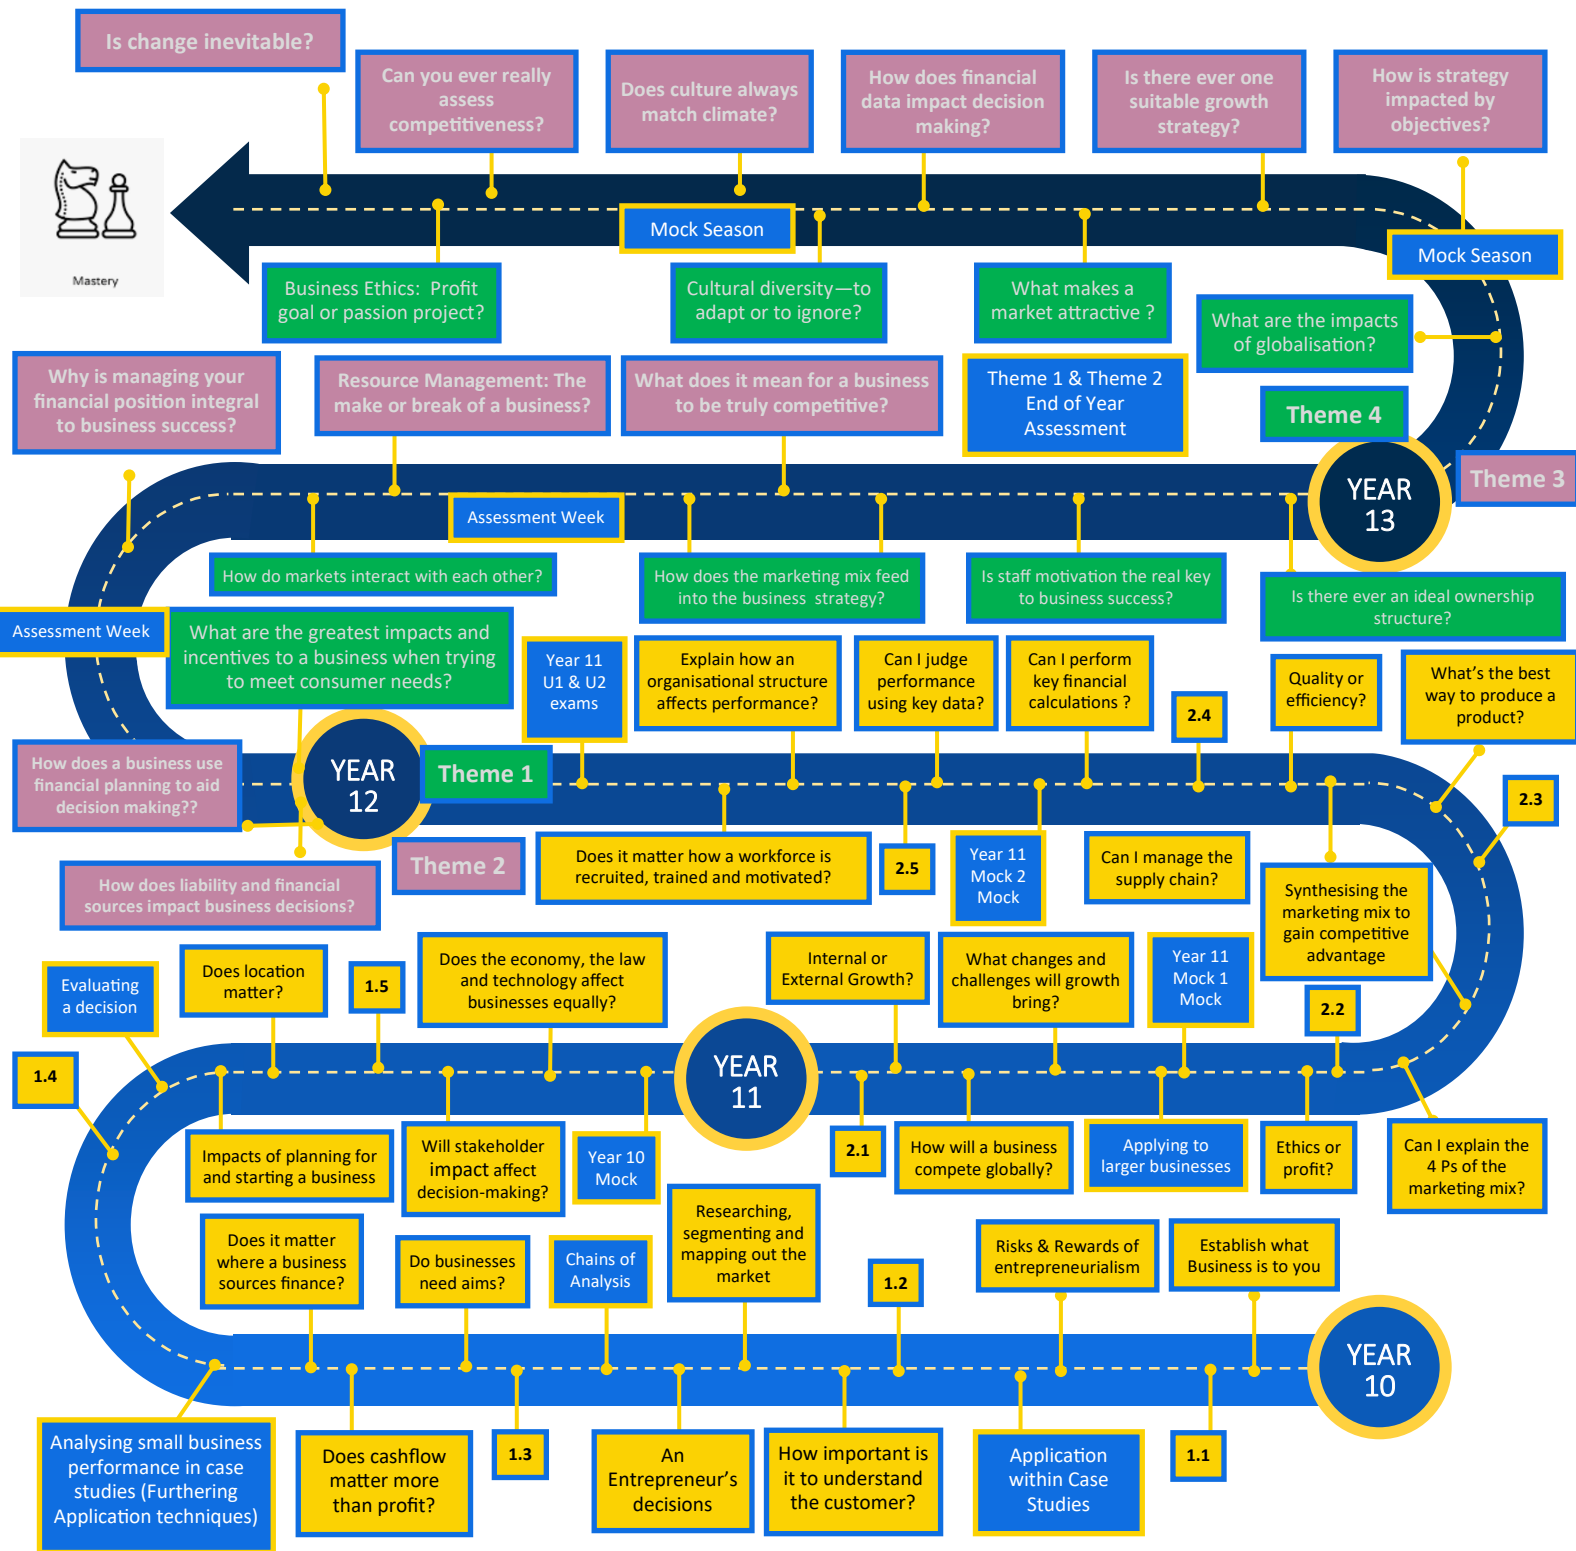 Is change inevitable?
Can you ever really
assess
competitiveness?
Does culture always
match climate?
How does financial
data impact decision
making?
Is there ever one
suitable growth
strategy?
How is strategy
impacted by
objectives?
Mastery
Mock Season
Mock Season
Business Ethics:  Profit
goal or passion project?
Cultural diversity—to
adapt or to ignore?
What makes a
market attractive ?
What are the impacts
of globalisation?
Why is managing your
financial position integral
to business success?
Resource Management: The
make or break of a business?
What does it mean for a business
to be truly competitive?
Theme 1 & Theme 2
End of Year
Assessment
Theme 4
YEAR
13
Theme 3
Assessment Week
How do markets interact with each other?
How does the marketing mix feed
into the business  strategy?
Is staff motivation the real key
to business success?
Is there ever an ideal ownership
structure?
Assessment Week
What are the greatest impacts and
incentives to a business when trying
to meet consumer needs?
Year 11
U1 & U2
exams
Explain how an
organisational structure
affects performance?
Can I judge
performance
using key data?
Can I perform
key financial
calculations ?
2.4
Quality or
efficiency?
What's the best
way to produce a
product?
How does a business use
financial planning to aid
decision making??
YEAR
12
Theme 1
2.3
Theme 2
How does liability and financial
sources impact business decisions?
Does it matter how a workforce is
recruited, trained and motivated?
2.5
Year 11
Mock 2
Mock
Can I manage the
supply chain?
Synthesising the
marketing mix to
gain competitive
advantage
Evaluating
a decision
Does location
matter?
1.5
Does the economy, the law
and technology affect
businesses equally?
Internal or
External Growth?
What changes and
challenges will growth
bring?
Year 11
Mock 1
Mock
2.2
1.4
YEAR
11
Impacts of planning for
and starting a business
Will stakeholder
impact affect
decision-making?
Year 10
Mock
2.1
How will a business
compete globally?
Applying to
larger businesses
Ethics or
profit?
Can I explain the
4 Ps of the
marketing mix?
Does it matter
where a business
sources finance?
Do businesses
need aims?
Chains of
Analysis
Researching,
segmenting and
mapping out the
market
1.2
Risks & Rewards of
entrepreneurialism
Establish what
Business is to you
YEAR
10
Analysing small business
performance in case
studies (Furthering
Application techniques)
Does cashflow
matter more
than profit?
1.3
An
Entrepreneur's
decisions
How important is
it to understand
the customer?
Application
within Case
Studies
1.1